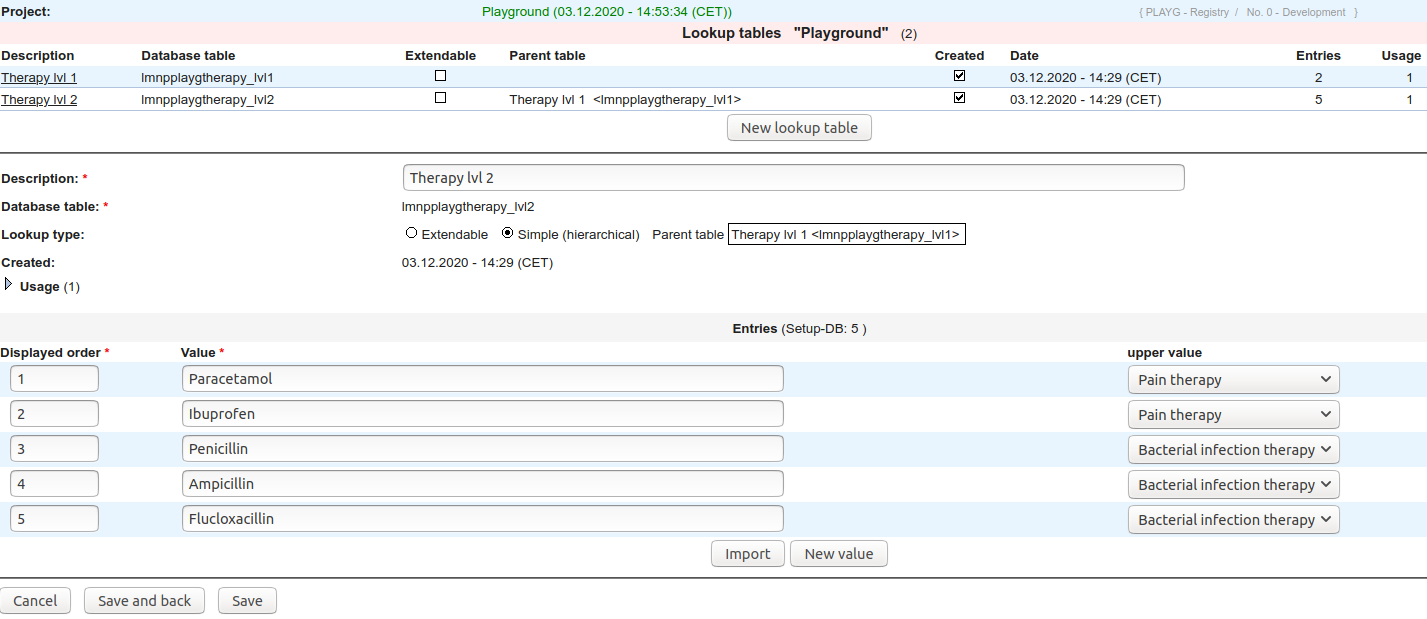 Project: Playground (03.12.2020 - 14:53:34 (CET)) { PLAYG - Registry / No. 0 - Development }
Lookup tables "Playground" (2)
Description Database table Extendable Parent table Created Date Entries Usage
Therapy lvl 1 lmnpplaygtherapy_lvl1 03.12.2020 - 14:29 (CET) 2 1
Therapy lvl 2 lmnpplaygtherapy_lvl2 Therapy lvl 1 <lmnpplaygtherapy_lvl1> 03.12.2020 - 14:29 (CET) 5 1
New lookup table
Description: * Therapy lvl 2
Database table: * lmnpplaygtherapy_lvl2
Lookup type: Extendable Simple (hierarchical) Parent table Therapy lvl 1 <lmnpplaygtherapy_lvl1>
Created: 03.12.2020 - 14:29 (CET)
Usage (1)
Entries (Setup-DB: 5 )
Displayed order * Value * upper value
1 Paracetamol Pain therapy
2 Ibuprofen Pain therapy
3 Penicillin Bacterial infection therapy
4 Ampicillin Bacterial infection therapy
5 Flucloxacillin Bacterial infection therapy
Import New value
Cancel Save and back Save